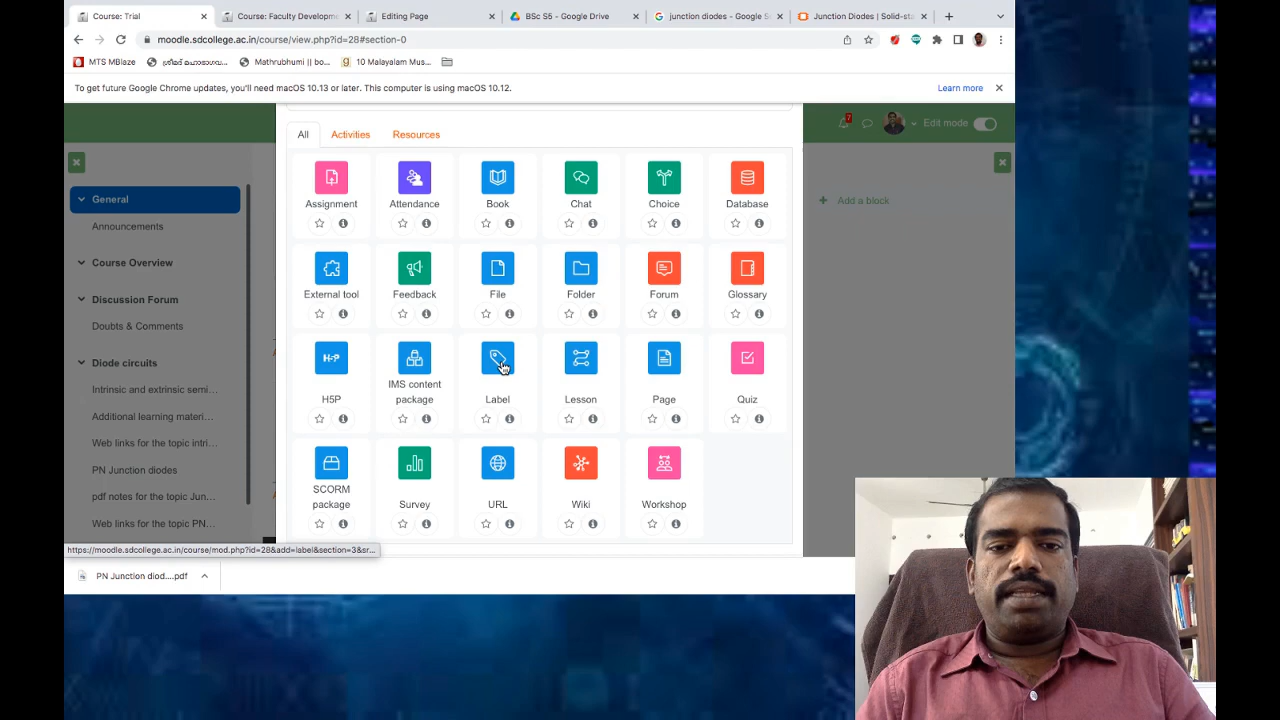 Course: Trial
Course: Faculty Developm
Editing Page
BSc S5 - Google Drive
junction diodes - Google S
Junction Diodes | Solid-sta
moodle.sdcollege.ac.in/course/view.php?id=28#section-0
MTS MBlaze
ശ്രീമദ് മഹാഭാഗവ...
Mathrubhumi || bo...
10 Malayalam Mus...
To get future Google Chrome updates, you'll need macOS 10.13 or later. This computer is using macOS 10.12.
Learn more
All
Activities
Resources
7
Edit mode
General
Announcements
Course Overview
Discussion Forum
Doubts & Comments
Diode circuits
Intrinsic and extrinsic semi...
Additional learning materi...
Web links for the topic intri...
PN Junction diodes
pdf notes for the topic Jun...
Web links for the topic PN...
Assignment
Attendance
Book
Chat
Choice
Database
External tool
Feedback
File
Folder
Forum
Glossary
H5P
H5P
IMS content
package
Label
Lesson
Page
Quiz
SCORM
package
Survey
URL
Wiki
Workshop
Add a block
https://moodle.sdcollege.ac.in/course/mod.php?id=28&add=label&section=3&sr...
PN Junction diod....pdf